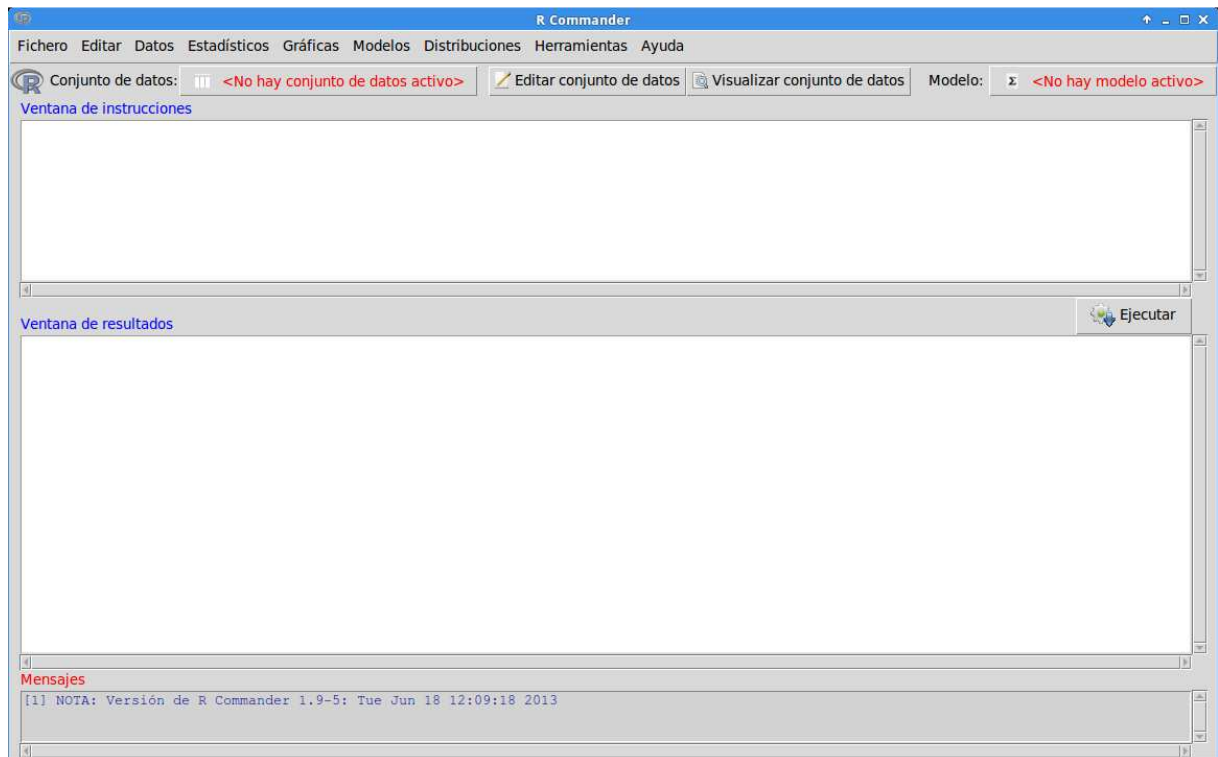 R Commander
Fichero Editar Datos Estadísticos Gráficas Modelos Distribuciones Herramientas Ayuda
R Conjunto de datos: <No hay conjunto de datos activo> Editar conjunto de datos Visualizar conjunto de datos Modelo: Σ <No hay modelo activo>
Ventana de instrucciones
Ejecutar
Ventana de resultados
Mensajes
[1] NOTA: Versión de R Commander 1.9-5: Tue Jun 18 12:09:18 2013